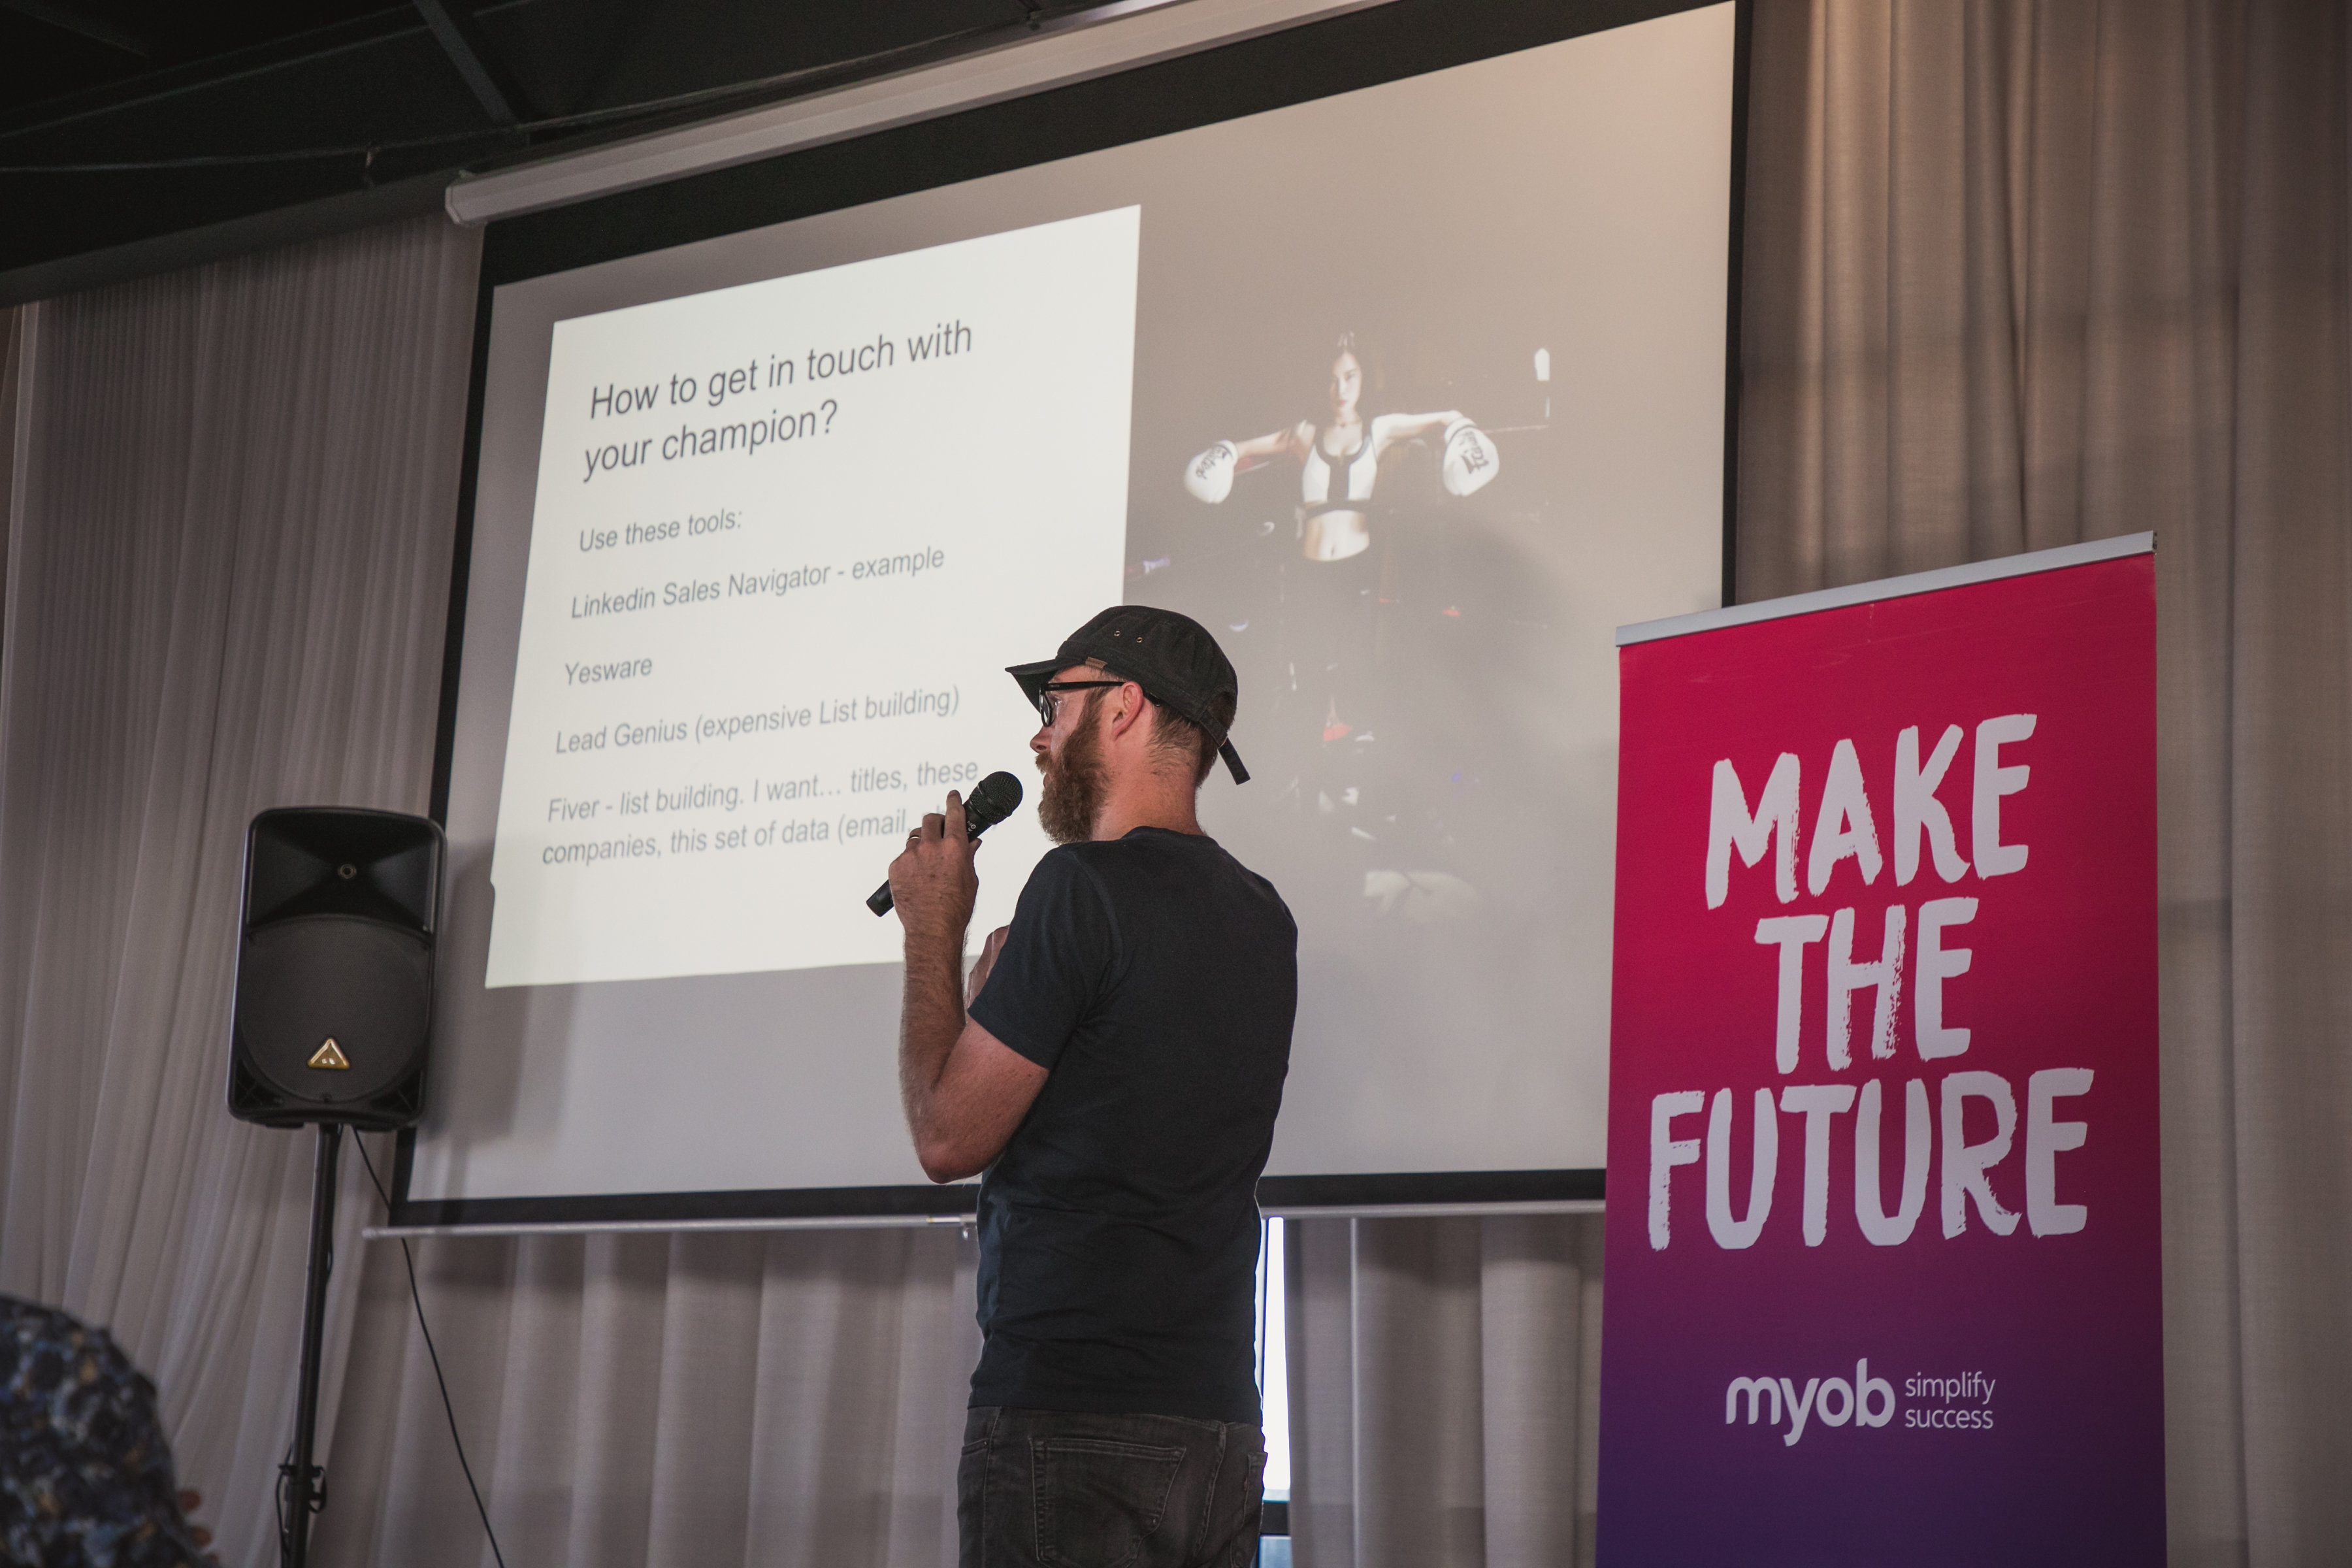 How to get in touch with
your champion?
Use these tools:
Linkedin Sales Navigator - example
Yesware
Lead Genius (expensive List building)
Fiver - list building. I want... titles, these
companies, this set of data (email,
MAKE
THE
FUTURE
myob simplify
success